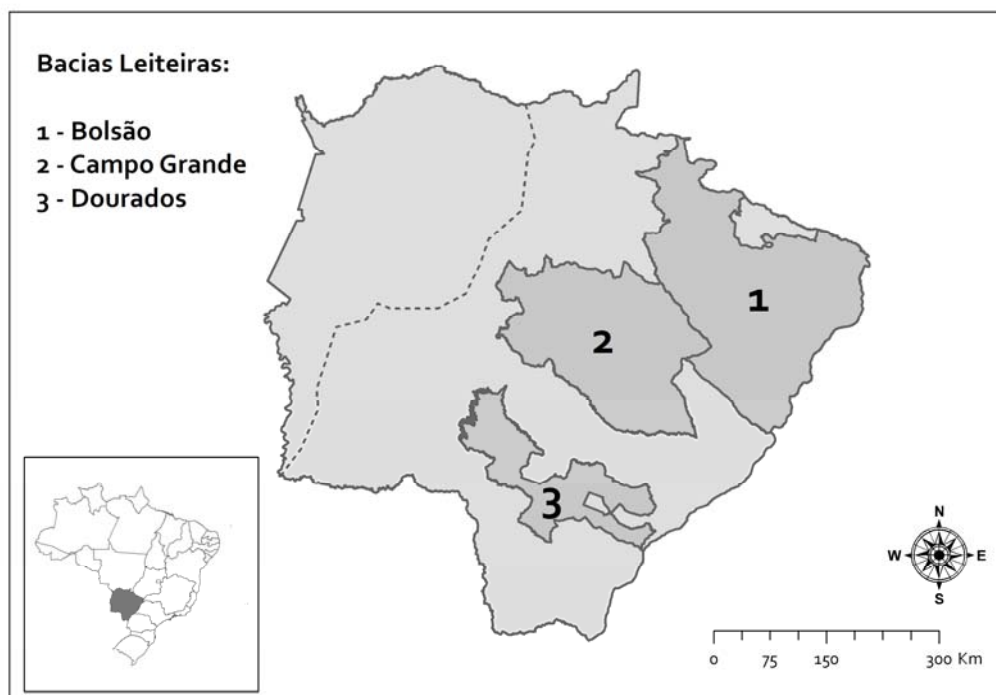 Bacias Leiteiras:
1 - Bolsão
2 - Campo Grande
3 - Dourados
1
2
3
N
W E
S
0 75 150 300 Km